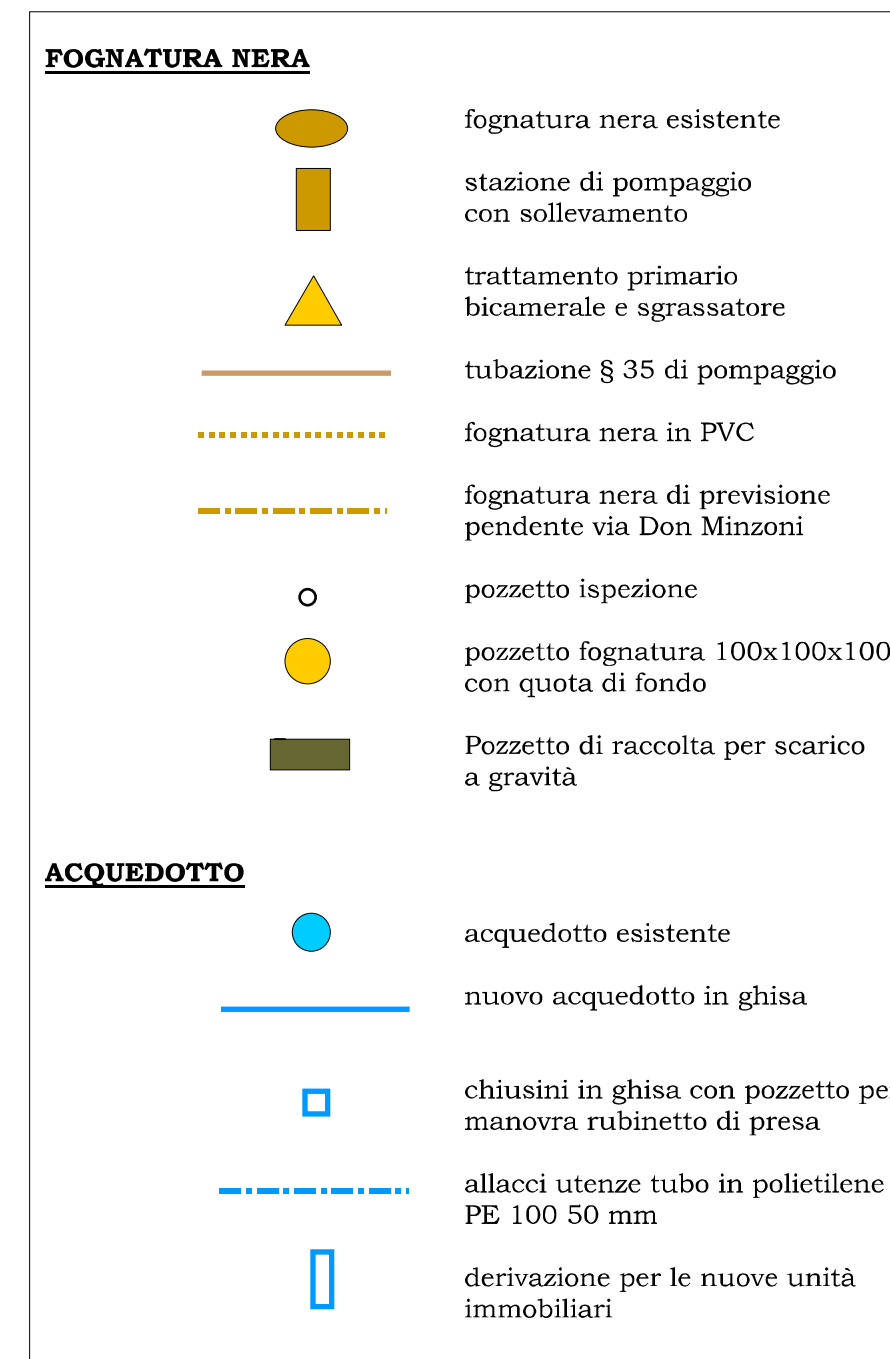 FOGNATURA NERA
fognatura nera esistente
stazione di pompaggio
con sollevamento
trattamento primario
bicamerale e sgrassatore
tubazione § 35 di pompaggio
fognatura nera in PVC
fognatura nera di previsione
pendente via Don Minzoni
pozzetto ispezione
pozzetto fognatura 100x100x100
con quota di fondo
Pozzetto di raccolta per scarico
a gravità
ACQUEDOTTO
acquedotto esistente
nuovo acquedotto in ghisa
chiusini in ghisa con pozzetto per
manovra rubinetto di presa
allacci utenze tubo in polietilene
PE 100 50 mm
derivazione per le nuove unità
immobiliari